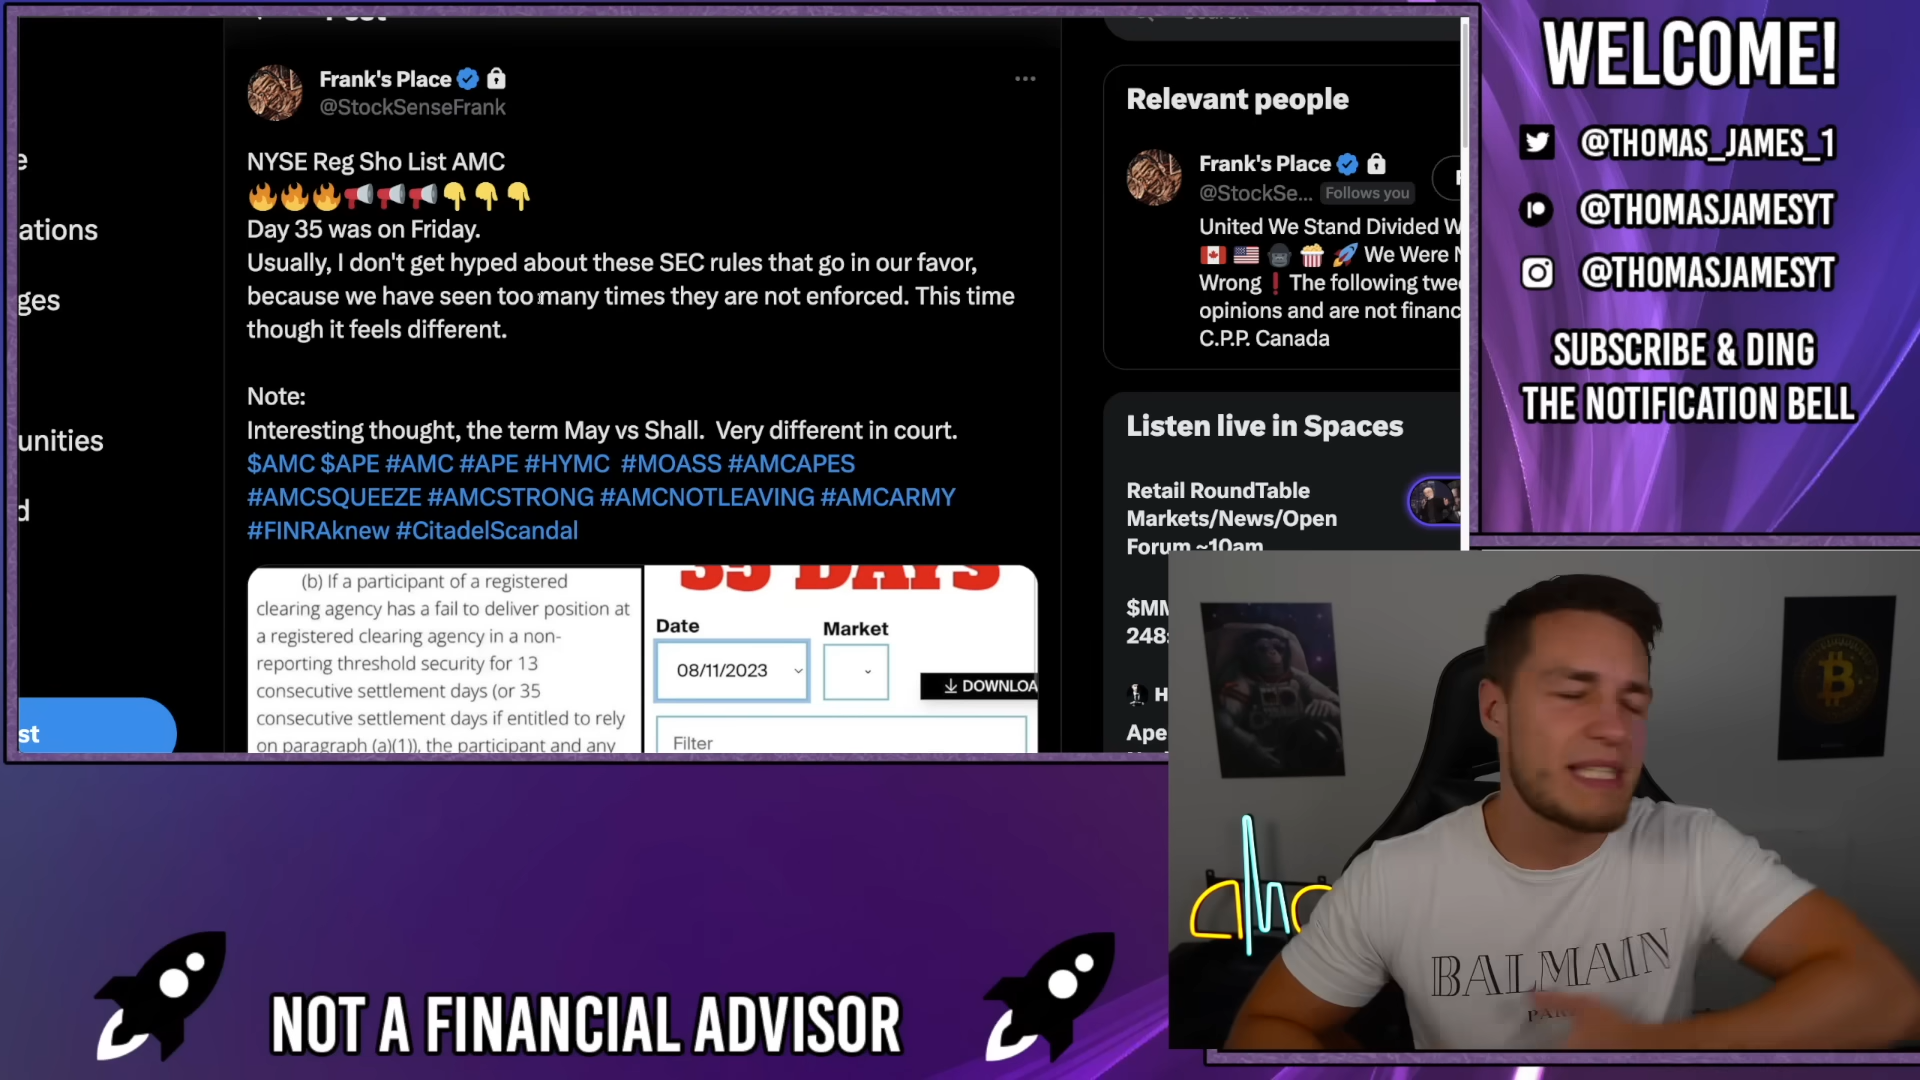 Frank's Place
@StockSenseFrank
NYSE Reg Sho List AMC
Day 35 was on Friday.
Usually, I don't get hyped about these SEC rules that go in our favor,
because we have seen too many times they are not enforced. This time
though it feels different.
Note:
Interesting thought, the term May vs Shall. Very different in court.
$AMC $APE #AMC #APE #HYMC #MOASS #AMCAPES
#AMCSQUEEZE #AMCSTRONG #AMCNOTLEAVING #AMCARMY
#FINRAknew #CitadelScandal
(b) If a participant of a registered
clearing agency has a fail to deliver position at
a registered clearing agency in a non-
reporting threshold security for 13
consecutive settlement days (or 35
consecutive settlement days if entitled to rely
on paragraph (a)(1)), the participant and any
35 DAYS
Date
Market
08/11/2023
DOWNLOA
Filter
e
ations
ges
unities
d
st
Relevant people
Frank's Place
@StockSe... Follows you
United We Stand Divided W
We Were
Wrong ❗ The following twee
opinions and are not financ
C.P.P. Canada
Listen live in Spaces
Retail RoundTable
Markets/News/Open
Forum ~10am
248
H
Ape
WELCOME!
@THOMAS_JAMES_1
@THOMASJAMESYT
@THOMASJAMESYT
SUBSCRIBE & DING
THE NOTIFICATION BELL
BALMAIN
NOT A FINANCIAL ADVISOR